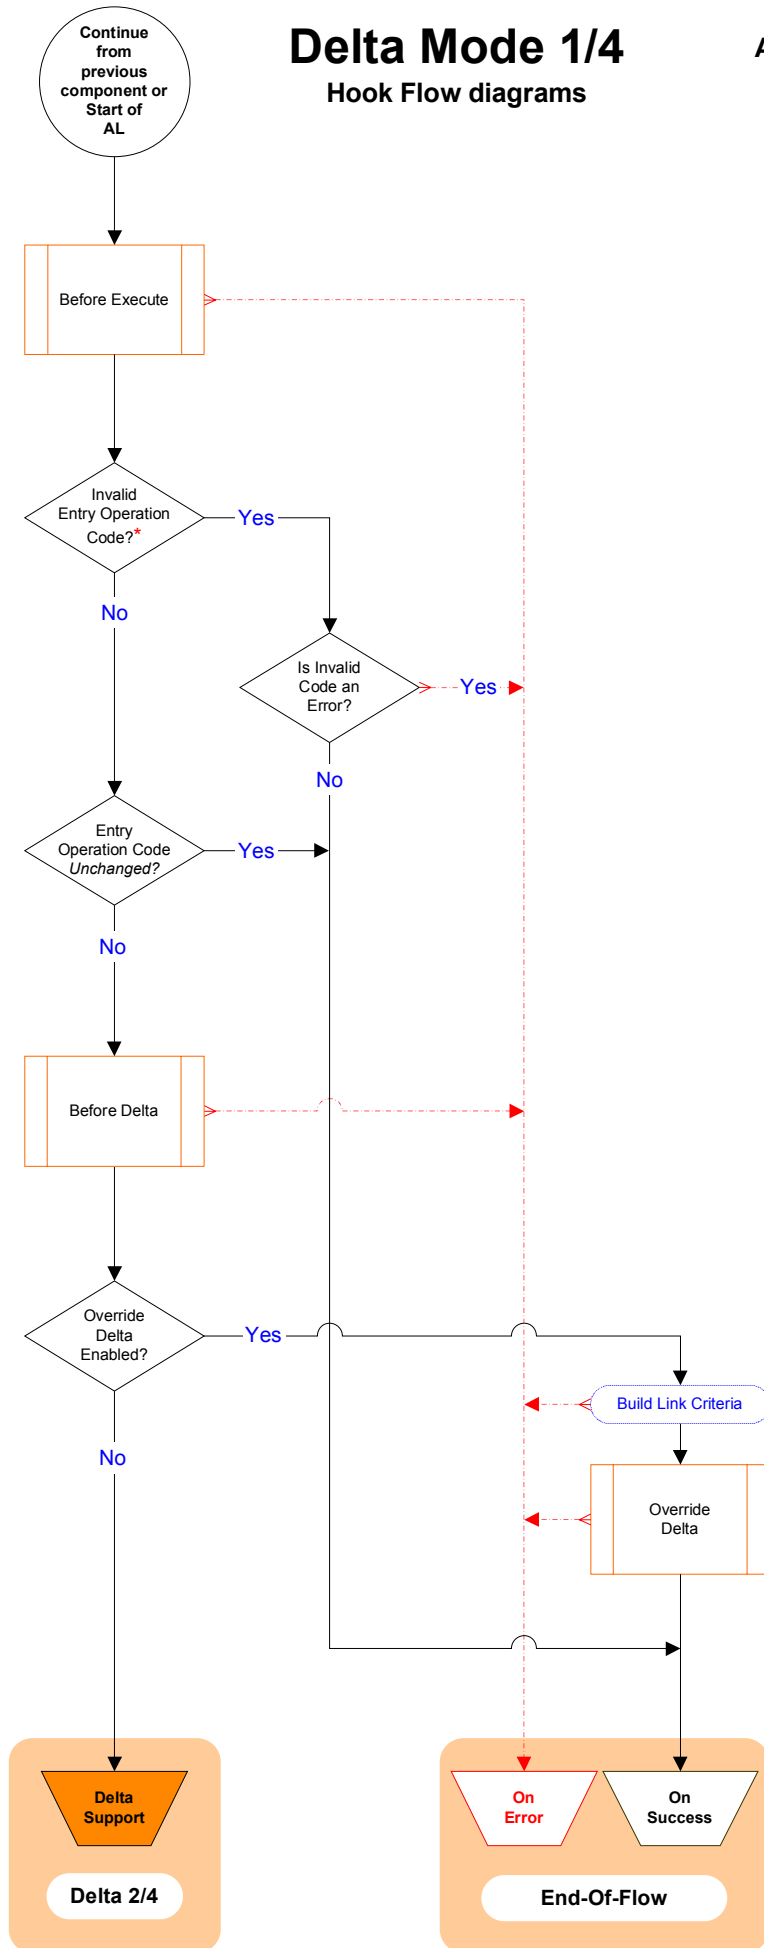 Continue
from
previous
component or
Start of
AL
Delta Mode 1/4
A
Hook Flow diagrams
Before Execute
Invalid
Entry Operation
Code?*
Yes
No
Is Invalid
Code an
Error?
Yes
No
Entry
Operation Code
Unchanged?
Yes
No
Before Delta
Override
Delta
Enabled?
Yes
Build Link Criteria
No
Override
Delta
Delta
Support
On
Error
On
Success
Delta 2/4
End-Of-Flow